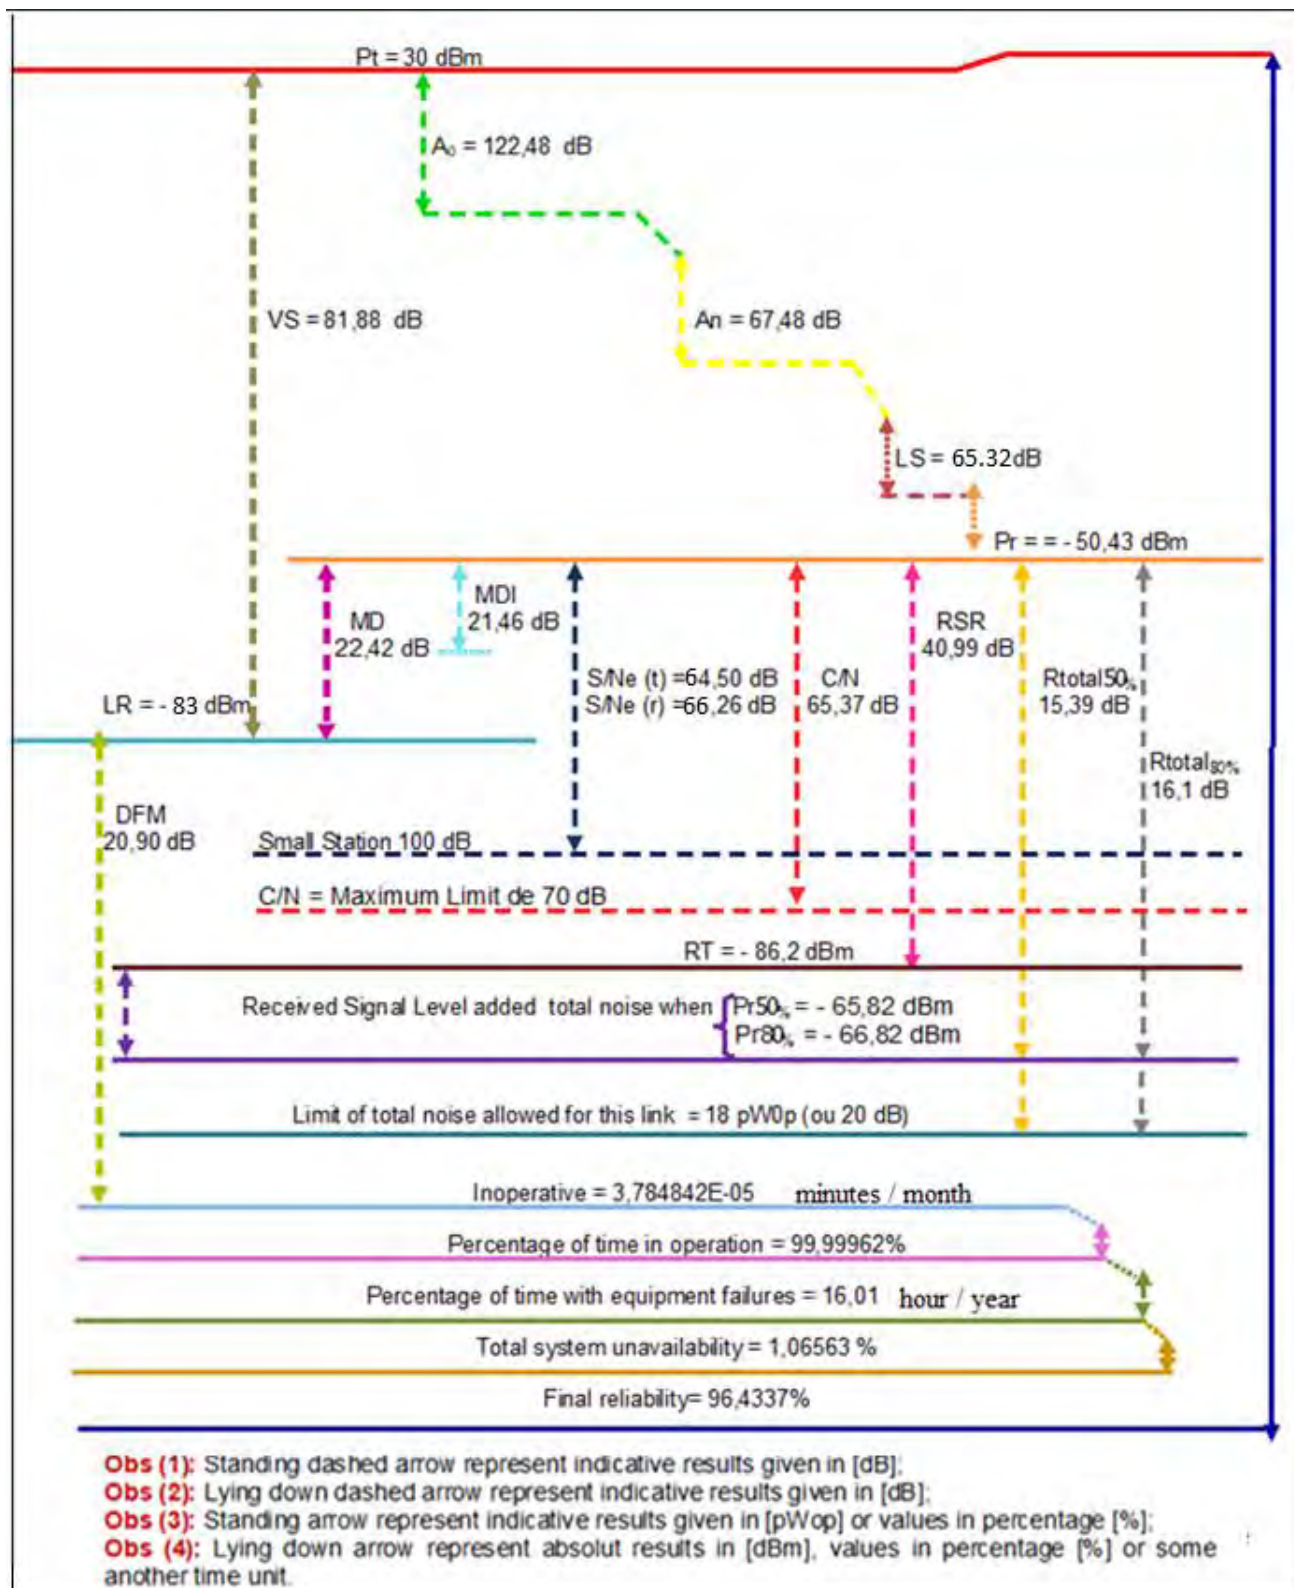 Pt = 30 dBm
A₀ = 122,48 dB
VS = 81,88 dB
An = 67,48 dB
LS = 65.32dB
Pr = = - 50,43 dBm
MDI
21,46 dB
MD
22,42 dB
RSR
40,99 dB
S/Ne (t) =64,50 dB
S/Ne (r) =66,26 dB
C/N
65,37 dB
Rtotal50%
15,39 dB
LR = - 83 dBm
Rtotal80%
16,1 dB
DFM
20,90 dB
Small Station 100 dB
C/N = Maximum Limit de 70 dB
RT = - 86,2 dBm
Received Signal Level added total noise when
Pr50% = - 65,82 dBm
Pr80% = - 66,82 dBm
Limit of total noise allowed for this link = 18 pW0p (ou 20 dB)
Inoperative = 3,784842E-05 minutes / month
Percentage of time in operation = 99,99962%
Percentage of time with equipment failures = 16,01 hour / year
Total system unavailability = 1,06563 %
Final reliability= 96,4337%
Obs (1): Standing dashed arrow represent indicative results given in [dB];
Obs (2): Lying down dashed arrow represent indicative results given in [dB];
Obs (3): Standing arrow represent indicative results given in [pWop] or values in percentage [%];
Obs (4): Lying down arrow represent absolut results in [dBm], values in percentage [%] or some
another time unit.